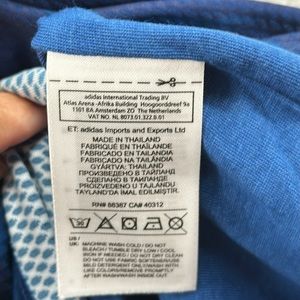 adidas International Trading BV
Atlas Arena -Afrika Building Hoogoorddreef 9a
1101 BA Amsterdam ZO The Netherlands
VAT NO. NL 8073.01.322.B.01
ET: adidas Imports and Exports Ltd
MADE IN THAILAND
FABRIQUÉ EN THAÏLANDE
FABRICADO EN TAILANDIA
FABRICADO NA TAILÂNDIA
GYÁRTVA: THAIFÖLD
ПРОИЗВЕДЕНО В ТАЙЛАНД
СДЕЛАНО В ТАИЛАНДЕ
PROIZVEDENO U TAJLANDU
TAYLAND'DA İMAL EDİLMİŞTİR
RN# 88387 CA# 40312
US /
UK: MACHINE WASH COLD / DO NOT
BLEACH / TUMBLE DRY LOW / COOL
IRON IF NEEDED / DO NOT DRY CLEAN
DO NOT USE FABRIC SOFTENER/USE
MILD DETERGENT ONLY/WASH WITH
LIKE COLORS/REMOVE PROMPTLY
AFTER WASH/WASH INSIDE OUT